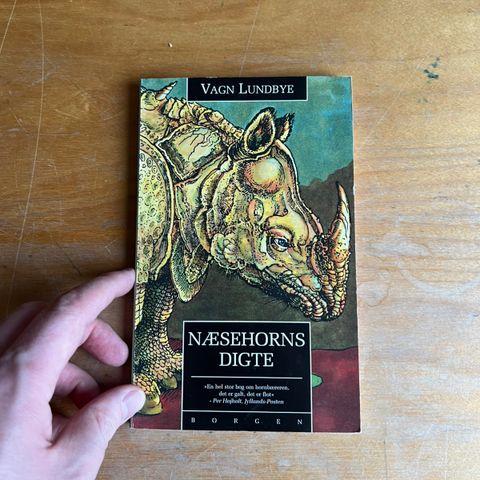 VAGN LUNDBYE
NÆSEHORNS
DIGTE
»En hel stor bog om hornbæreren,
det er galt, det er flot«
- Per Højholt, Jyllands-Posten
BORGEN